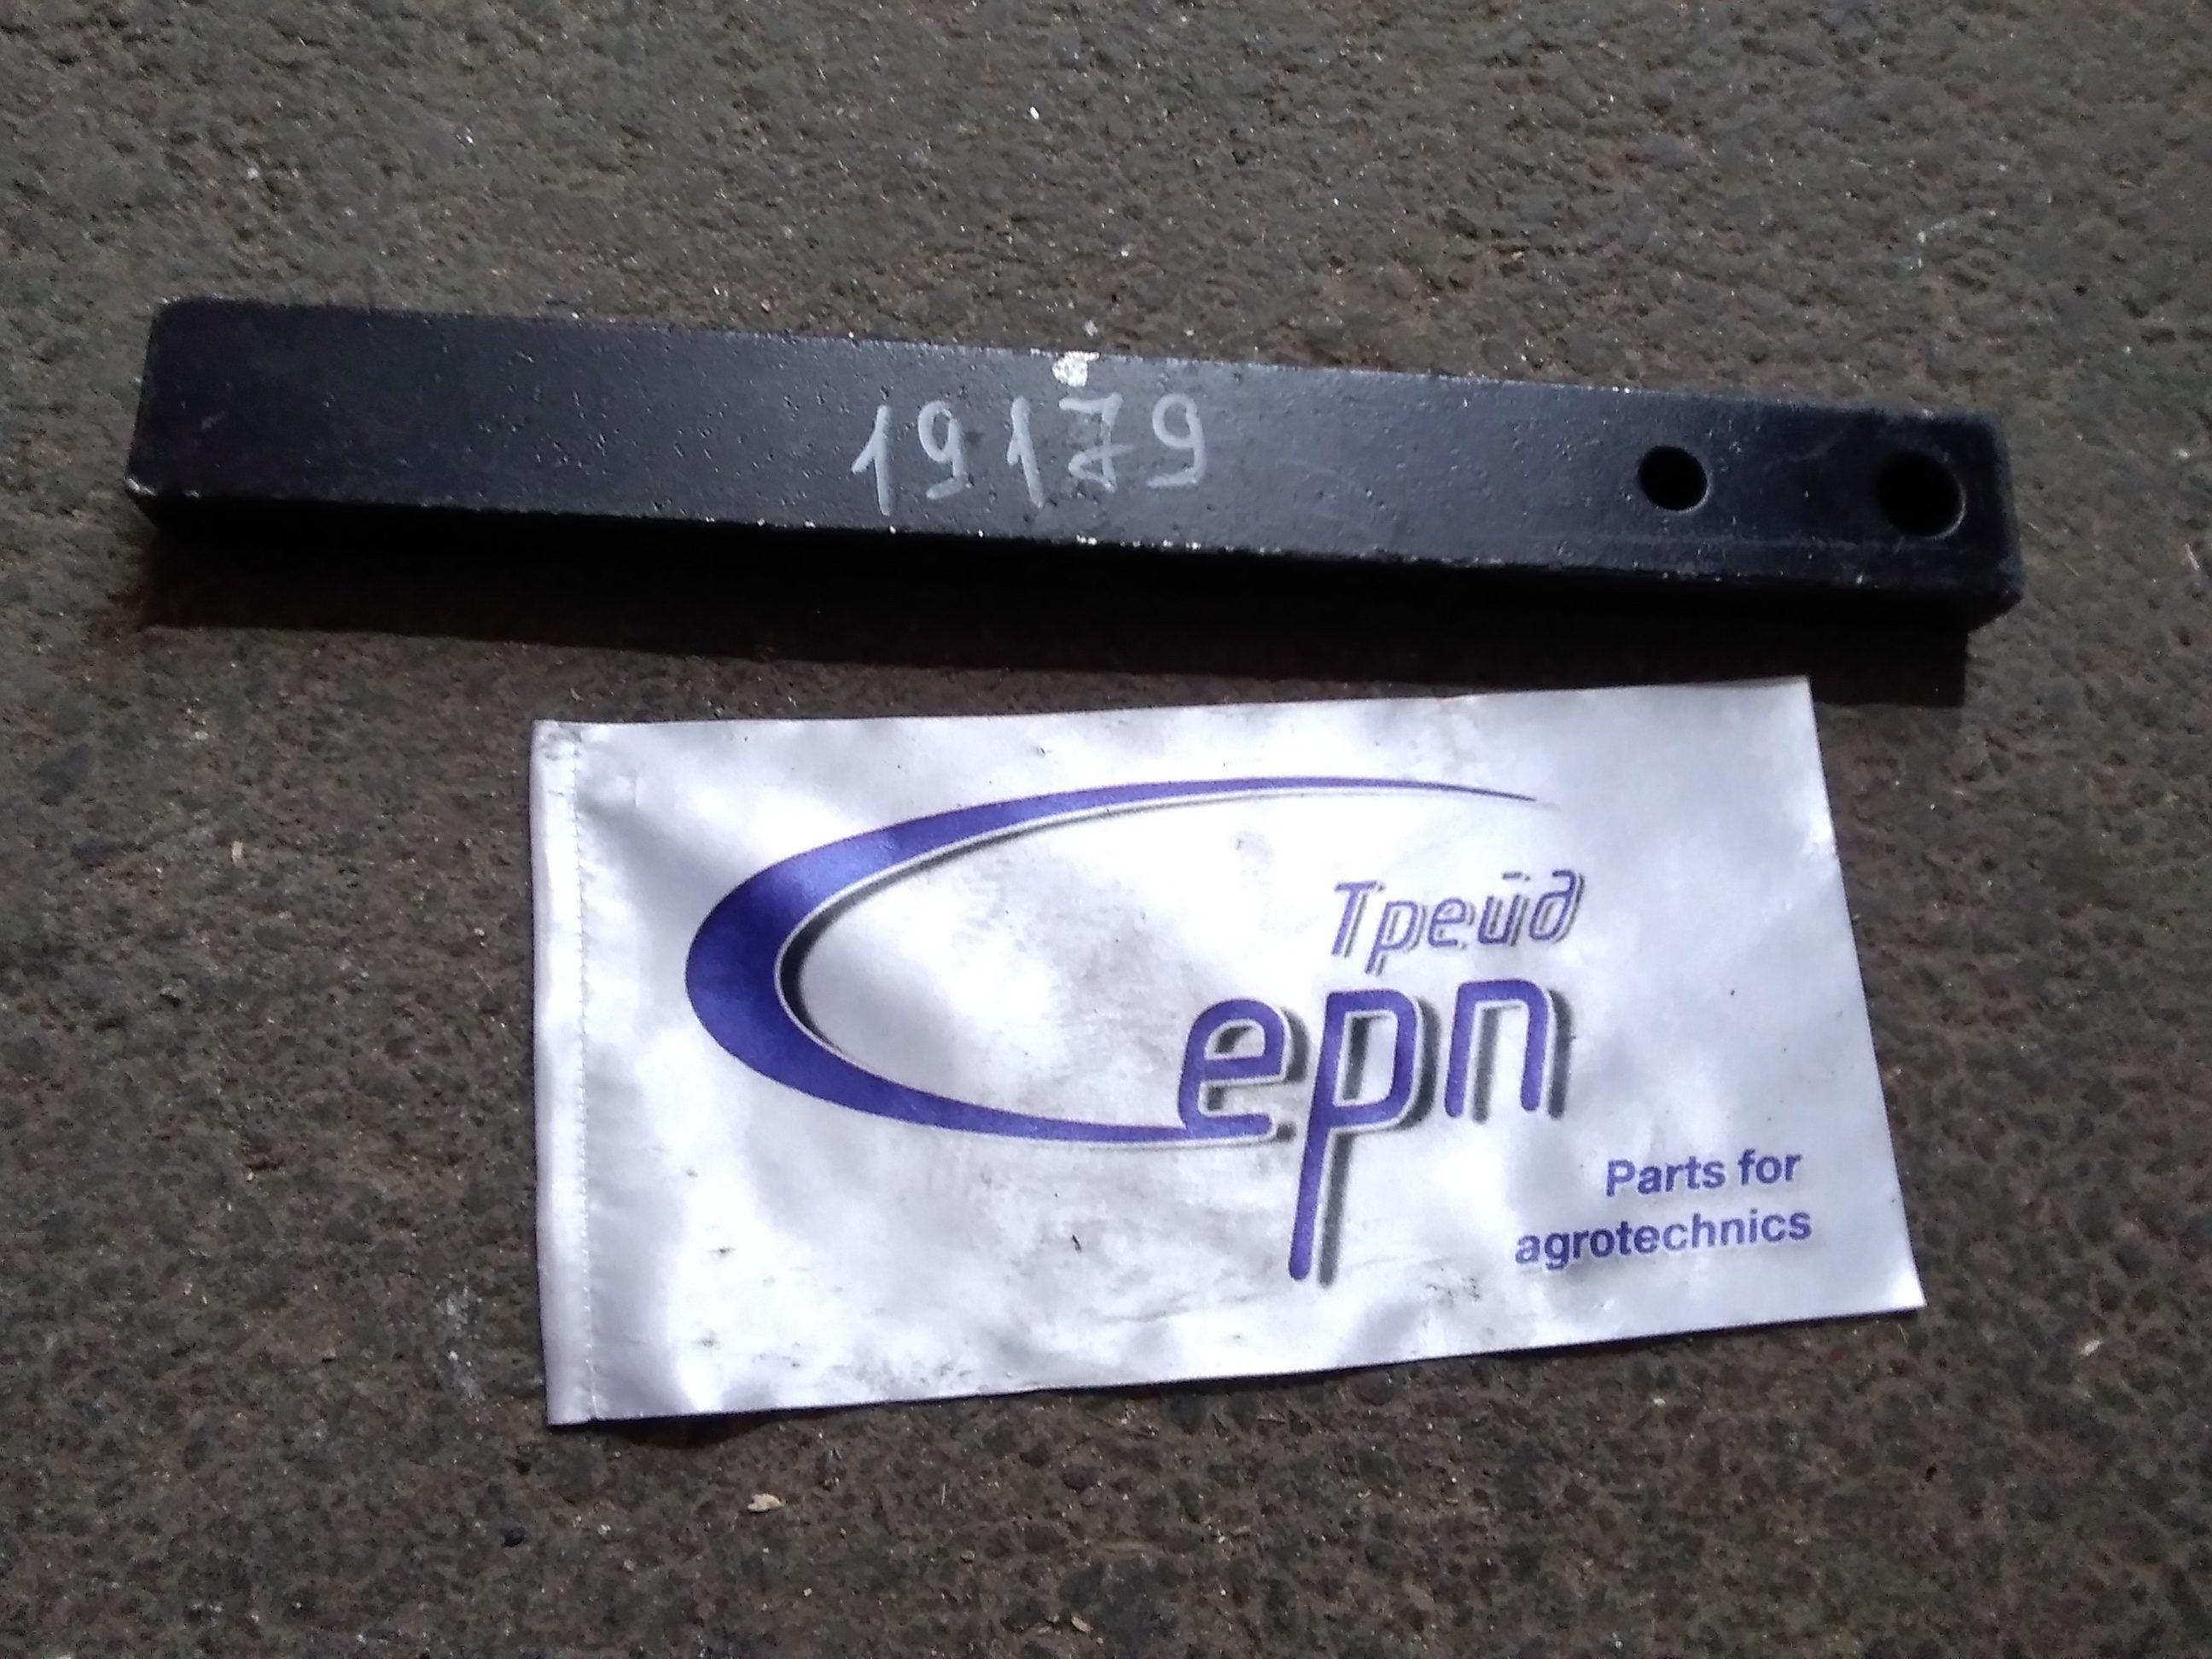 19179
Трейд
Серп
Parts for
agrotechnics